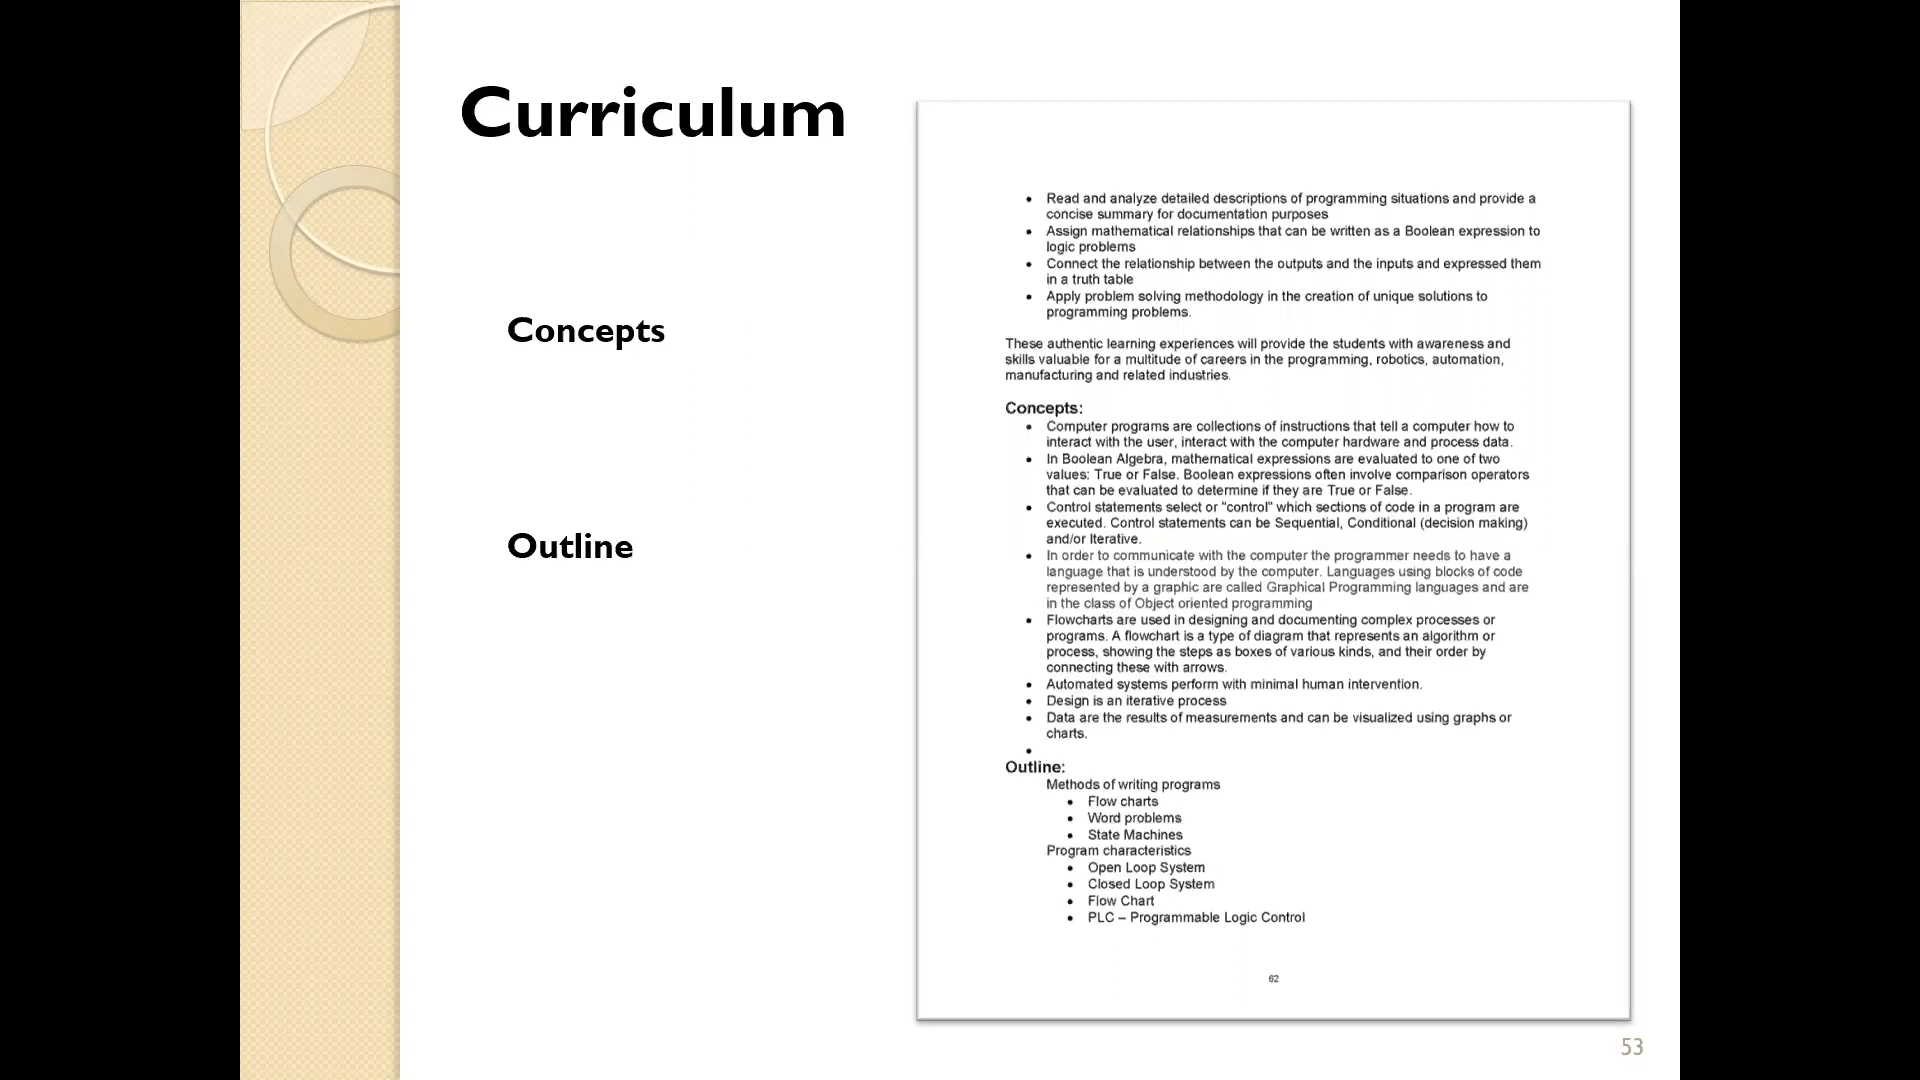 Curriculum
Concepts
Outline
• Read and analyze detailed descriptions of programming situations and provide a
concise summary for documentation purposes
• Assign mathematical relationships that can be written as a Boolean expression to
logic problems
• Connect the relationship between the outputs and the inputs and expressed them
in a truth table
• Apply problem solving methodology in the creation of unique solutions to
programming problems.
These authentic learning experiences will provide the students with awareness and
skills valuable for a multitude of careers in the programming, robotics, automation,
manufacturing and related industries.
Concepts:
• Computer programs are collections of instructions that tell a computer how to
interact with the user, interact with the computer hardware and process data.
• In Boolean Algebra, mathematical expressions are evaluated to one of two
values: True or False. Boolean expressions often involve comparison operators
that can be evaluated to determine if they are True or False.
• Control statements select or "control" which sections of code in a program are
executed. Control statements can be Sequential, Conditional (decision making)
and/or Iterative.
• In order to communicate with the computer the programmer needs to have a
language that is understood by the computer. Languages using blocks of code
represented by a graphic are called Graphical Programming languages and are
in the class of Object oriented programming
• Flowcharts are used in designing and documenting complex processes or
programs. A flowchart is a type of diagram that represents an algorithm or
process, showing the steps as boxes of various kinds, and their order by
connecting these with arrows.
• Automated systems perform with minimal human intervention.
• Design is an iterative process
• Data are the results of measurements and can be visualized using graphs or
charts.
•
Outline:
Methods of writing programs
• Flow charts
• Word problems
• State Machines
Program characteristics
• Open Loop System
• Closed Loop System
• Flow Chart
• PLC – Programmable Logic Control
62
53